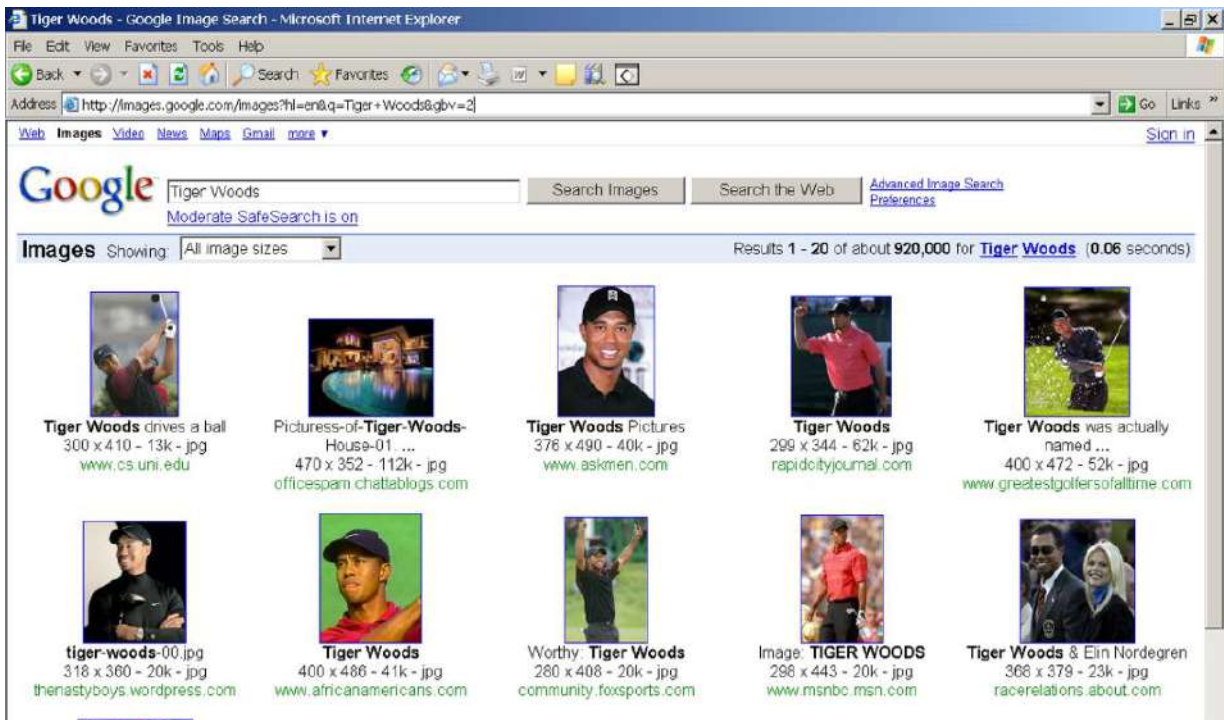 Tiger Woods - Google Image Search - Microsoft Internet Explorer
File Edit View Favorites Tools Help
Back Search Favorites
Address http://images.google.com/images?hl=en&q=Tiger+Woods&gbv=2 Go Links »
Web Images Video News Maps Gmail more ▼ Sign in
Google Tiger Woods Search Images Search the Web Advanced Image Search
Preferences
Moderate SafeSearch is on
Images Showing: All image sizes Results 1 - 20 of about 920,000 for Tiger Woods. (0.06 seconds)
Tiger Woods drives a ball
300 x 410 - 13k - jpg
www.cs.uni.edu
Picturess-of-Tiger-Woods-
House-01. ...
470 x 352 - 112k - jpg
officespam.chattablogs.com
Tiger Woods Pictures
376 x 490 - 40k - jpg
www.askmen.com
Tiger Woods
299 x 344 - 62k - jpg
rapidcityjournal.com
Tiger Woods was actually
named ...
400 x 472 - 52k - jpg
www.greatestgolfersofalltime.com
tiger-woods-00.jpg
318 x 360 - 20k - jpg
thenastyboys.wordpress.com
Tiger Woods
400 x 486 - 41k - jpg
www.africanamericans.com
Worthy: Tiger Woods
280 x 408 - 20k - jpg
community.foxsports.com
Image: TIGER WOODS
298 x 443 - 20k - jpg
www.msnbc.msn.com
Tiger Woods & Elin Nordegren
368 x 379 - 23k - jpg
racerelations.about.com